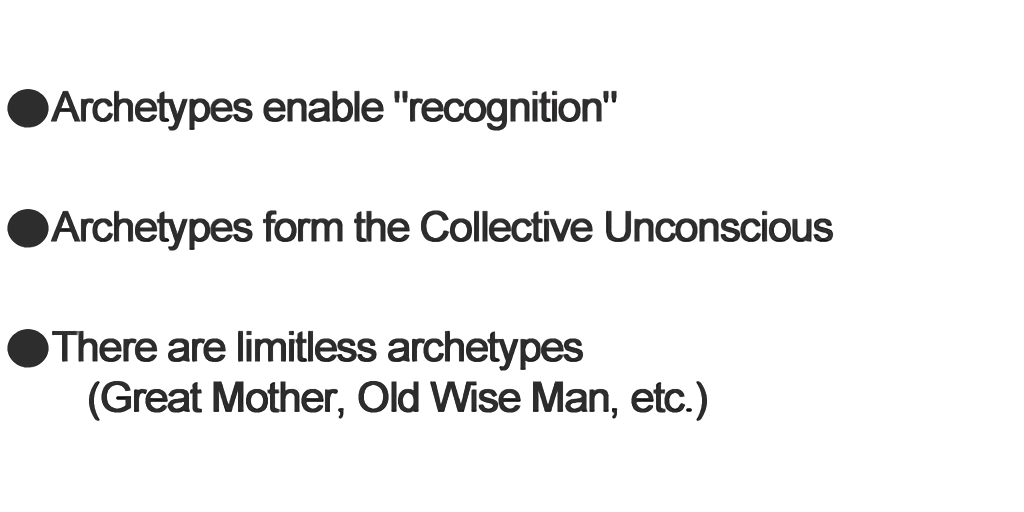 ●Archetypes enable "recognition"
●Archetypes form the Collective Unconscious
●There are limitless archetypes
(Great Mother, Old Wise Man, etc.)